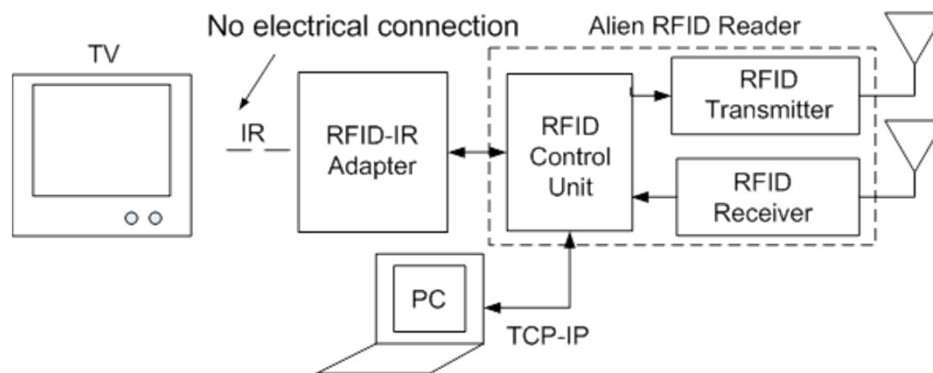 No electrical connection
Alien RFID Reader
TV
IR
RFID-IR
Adapter
RFID
Control
Unit
RFID
Transmitter
RFID
Receiver
PC
TCP-IP